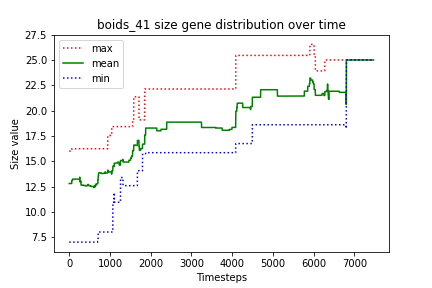 boids_41 size gene distribution over time
27.5
25.0
22.5
20.0
17.5
15.0
12.5
10.0
7.5
Size value
max
mean
min
0 1000 2000 3000 4000 5000 6000 7000
Timesteps